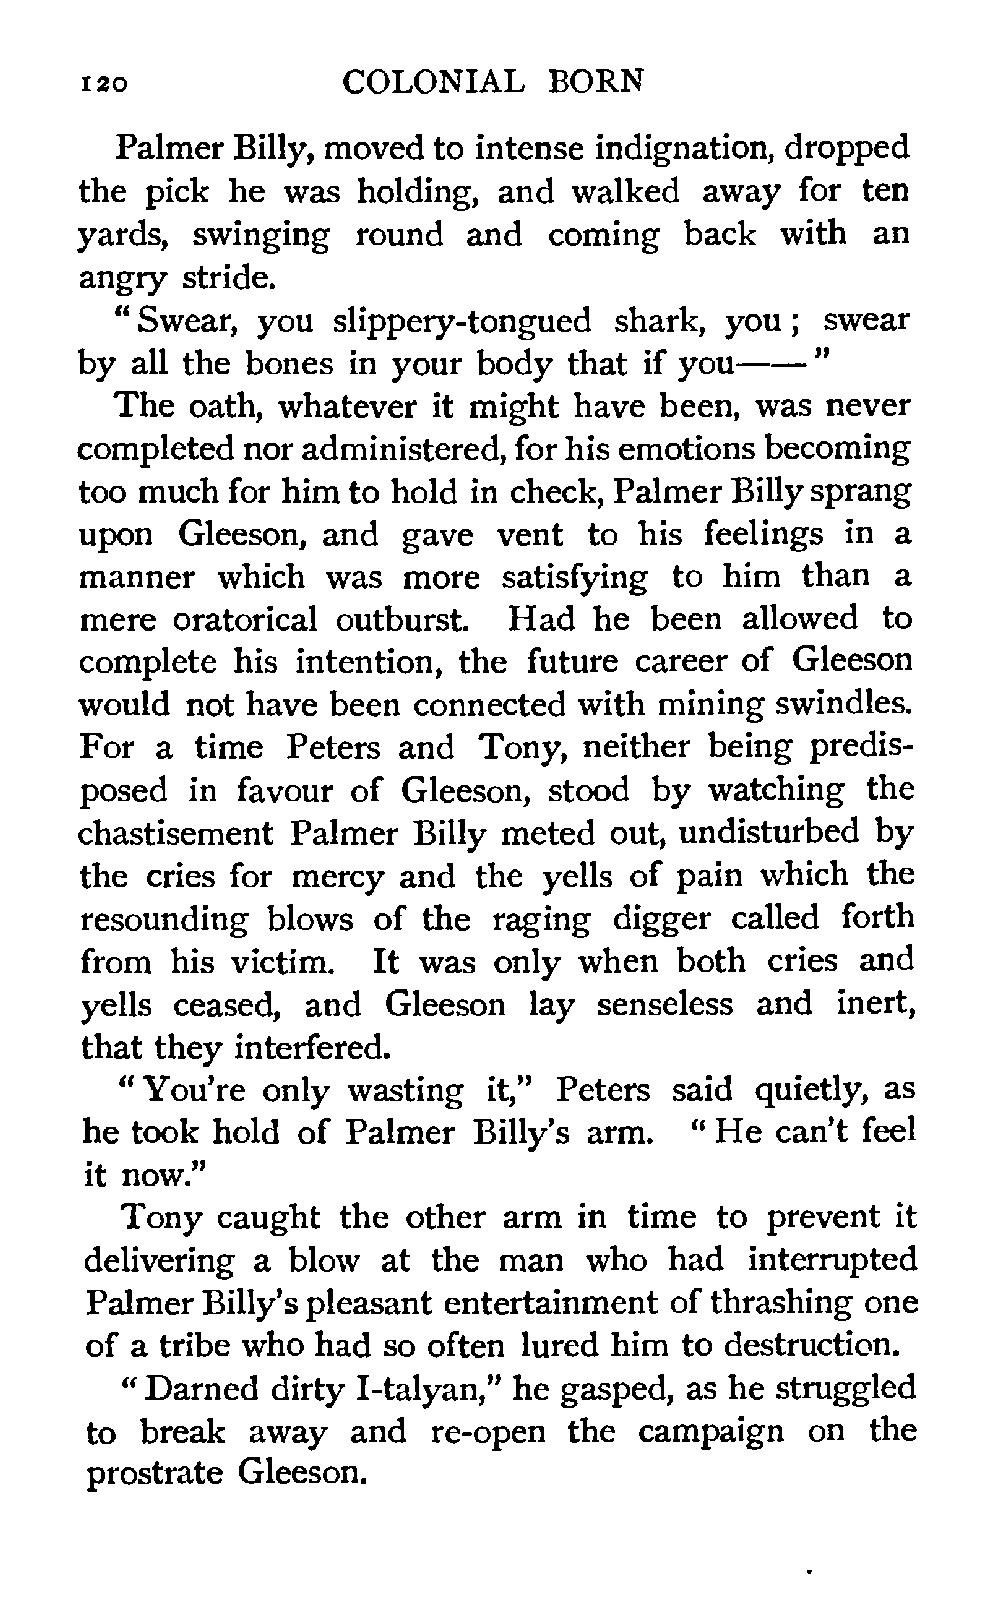 120 COLONIAL BORN
Palmer Billy, moved to intense indignation, dropped
the pick he was holding, and walked away for ten
yards, swinging round and coming back with an
angry stride.
“Swear, you slippery-tongued shark, you; swear
by all the bones in your body that if you——”
The oath, whatever it might have been, was never
completed nor administered, for his emotions becoming
too much for him to hold in check, Palmer Billy sprang
upon Gleeson, and gave vent to his feelings in a
manner which was more satisfying to him than a
mere oratorical outburst. Had he been allowed to
complete his intention, the future career of Gleeson
would not have been connected with mining swindles.
For a time Peters and Tony, neither being predis-
posed in favour of Gleeson, stood by watching the
chastisement Palmer Billy meted out, undisturbed by
the cries for mercy and the yells of pain which the
resounding blows of the raging digger called forth
from his victim. It was only when both cries and
yells ceased, and Gleeson lay senseless and inert,
that they interfered.
“You're only wasting it,” Peters said quietly, as
he took hold of Palmer Billy's arm. “He can't feel
it now.”
Tony caught the other arm in time to prevent it
delivering a blow at the man who had interrupted
Palmer Billy's pleasant entertainment of thrashing one
of a tribe who had so often lured him to destruction.
“Darned dirty I-talyan,” he gasped, as he struggled
to break away and re-open the campaign on the
prostrate Gleeson.